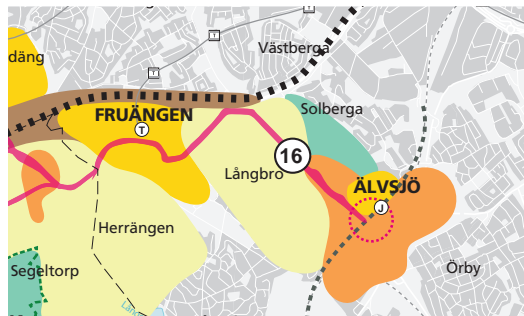 Västberga
däng
FRUÄNGEN
T
Solberga
16
Långbro
ÄLVSJÖ
J
Herrängen
Segeltorp
Örby